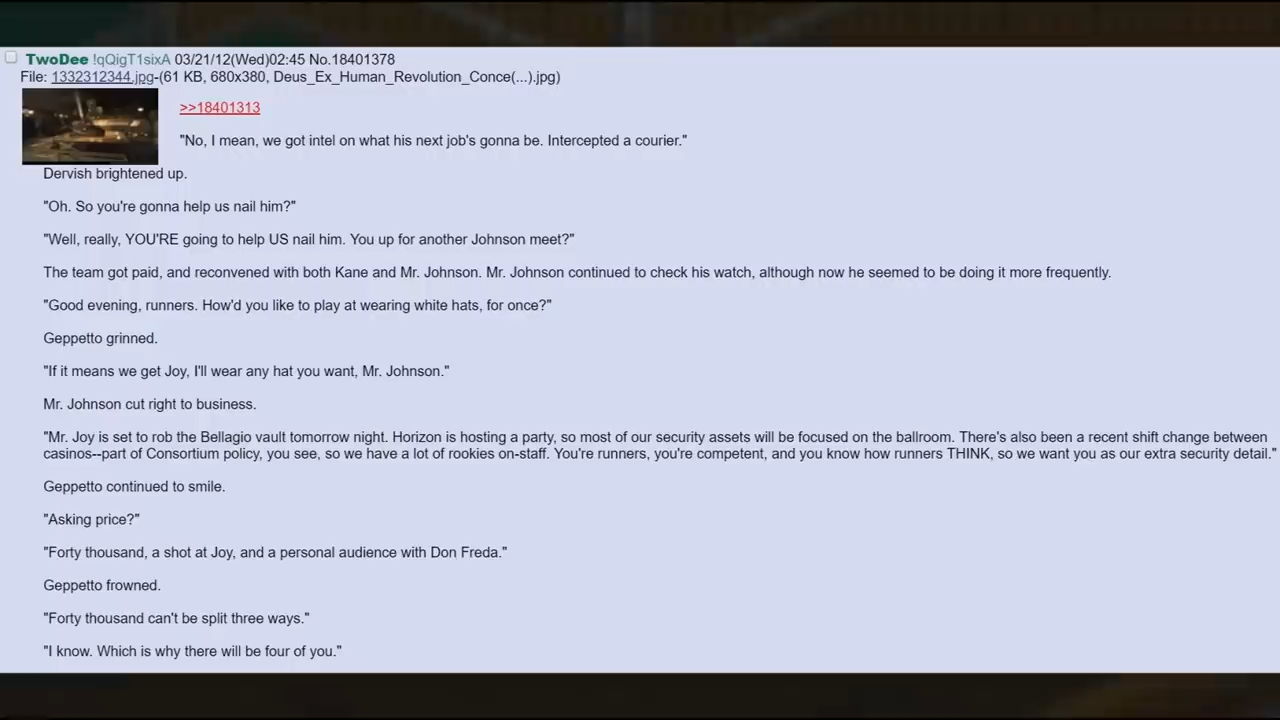 TwoDee !qQigT1sixA 03/21/12(Wed)02:45 No.18401378
File: 1332312344.jpg-(61 KB, 680x380, Deus_Ex_Human_Revolution_Conce(...).jpg)
>>18401313
"No, I mean, we got intel on what his next job's gonna be. Intercepted a courier."
Dervish brightened up.
"Oh. So you're gonna help us nail him?"
"Well, really, YOU'RE going to help US nail him. You up for another Johnson meet?"
The team got paid, and reconvened with both Kane and Mr. Johnson. Mr. Johnson continued to check his watch, although now he seemed to be doing it more frequently.
"Good evening, runners. How'd you like to play at wearing white hats, for once?"
Geppetto grinned.
"If it means we get Joy, I'll wear any hat you want, Mr. Johnson."
Mr. Johnson cut right to business.
"Mr. Joy is set to rob the Bellagio vault tomorrow night. Horizon is hosting a party, so most of our security assets will be focused on the ballroom. There's also been a recent shift change between
casinos--part of Consortium policy, you see, so we have a lot of rookies on-staff. You're runners, you're competent, and you know how runners THINK, so we want you as our extra security detail."
Geppetto continued to smile.
"Asking price?"
"Forty thousand, a shot at Joy, and a personal audience with Don Freda."
Geppetto frowned.
"Forty thousand can't be split three ways."
"I know. Which is why there will be four of you."